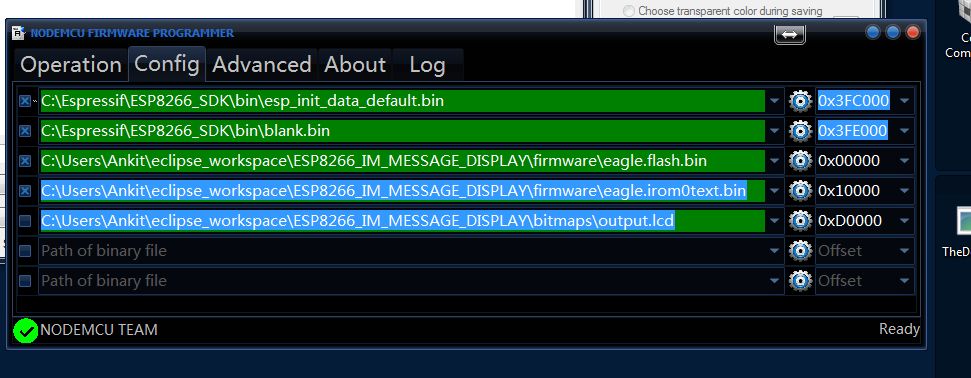 Choose transparent color during saving
NODEMCU FIRMWARE PROGRAMMER
Operation Config Advanced About Log
C:\Espressif\ESP8266_SDK\bin\esp_init_data_default.bin 0x3FC000
C:\Espressif\ESP8266_SDK\bin\blank.bin 0x3FE000
C:\Users\Ankit\eclipse_workspace\ESP8266_IM_MESSAGE_DISPLAY\firmware\eagle.flash.bin 0x00000
C:\Users\Ankit\eclipse_workspace\ESP8266_IM_MESSAGE_DISPLAY\firmware\eagle.irom0text.bin 0x10000
C:\Users\Ankit\eclipse_workspace\ESP8266_IM_MESSAGE_DISPLAY\bitmaps\output.lcd 0xD0000
Path of binary file Offset
Path of binary file Offset
NODEMCU TEAM Ready